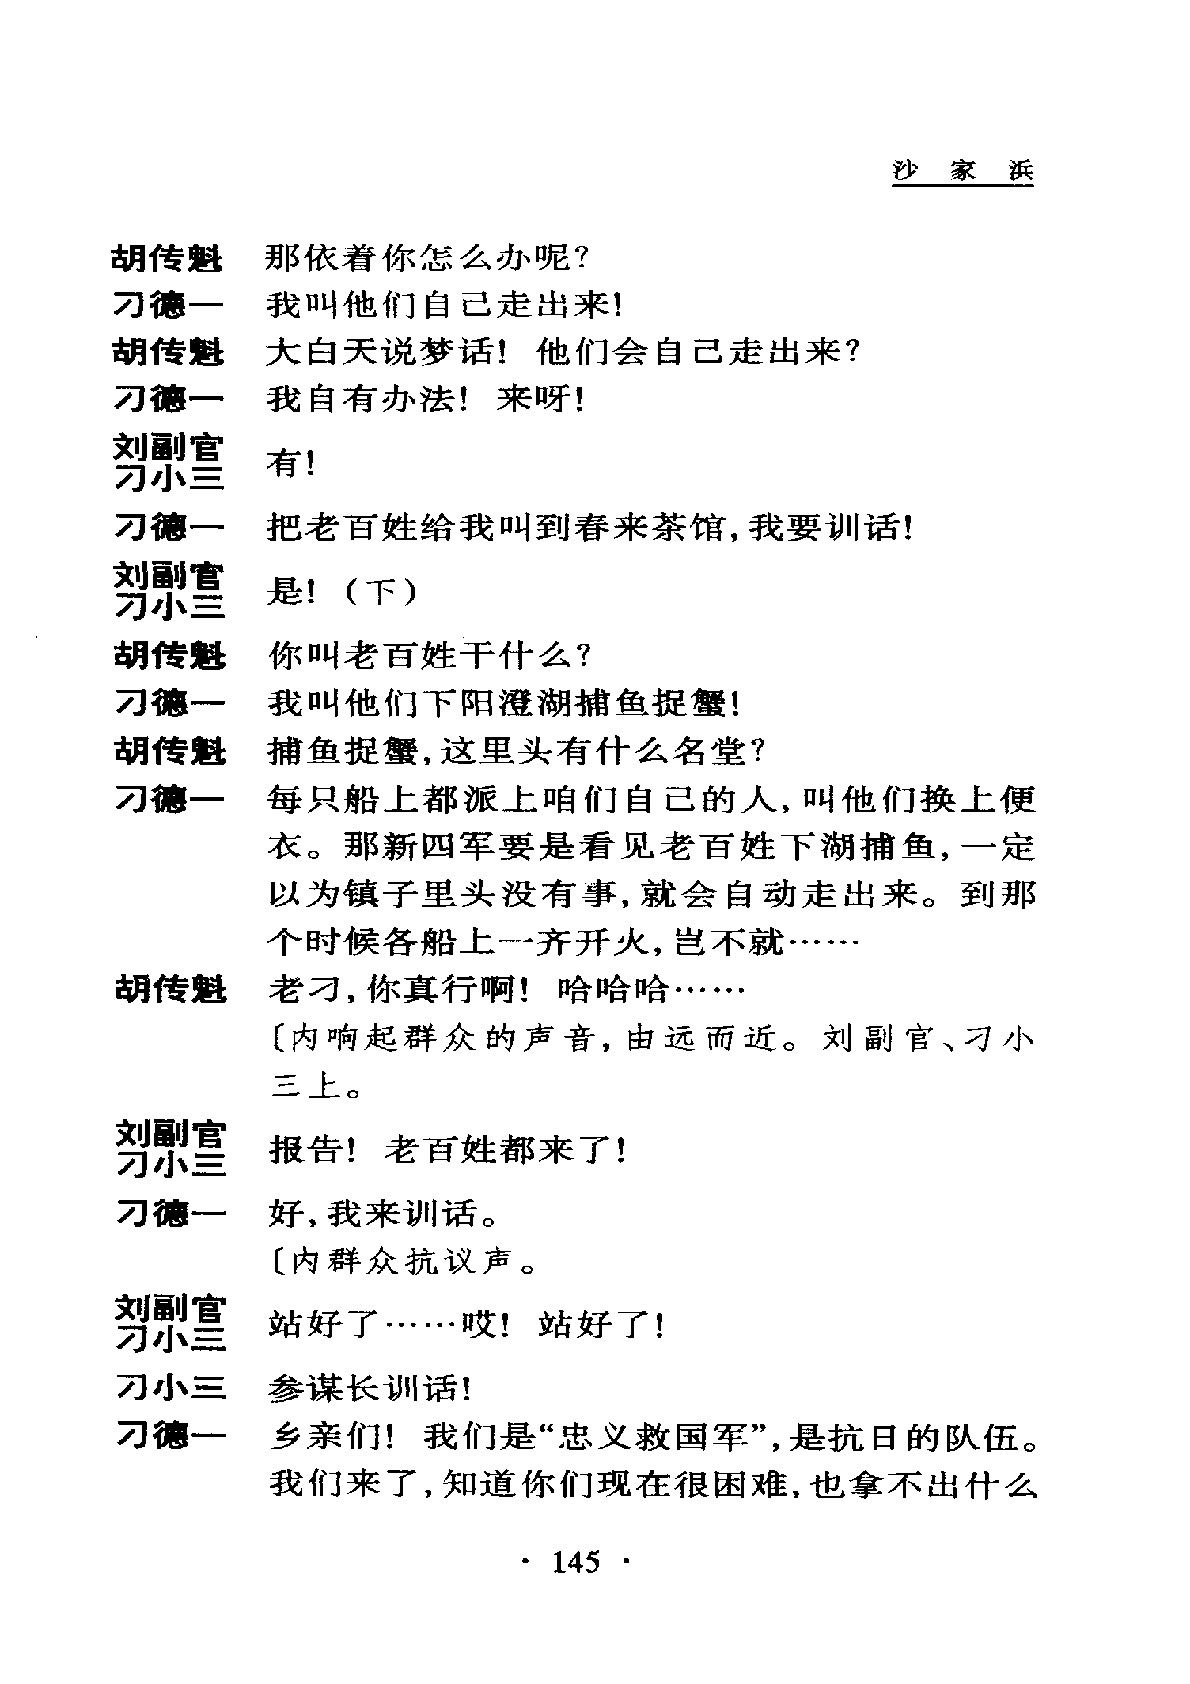 沙家浜
胡传魁 那依着你怎么办呢？
刁德一 我叫他们自己走出来！
胡传魁 大白天说梦话！他们会自己走出来？
刁德一 我自有办法！来呀！
刘副官
刁小三 有！
刁德一 把老百姓给我叫到春来茶馆，我要训话！
刘副官
刁小三 是！（下）
胡传魁 你叫老百姓干什么？
刁德一 我叫他们下阳澄湖捕鱼捉蟹！
胡传魁 捕鱼捉蟹，这里头有什么名堂？
刁德一 每只船上都派上咱们自己的人，叫他们换上便
衣。那新四军要是看见老百姓下湖捕鱼，一定
以为镇子里头没有事，就会自动走出来。到那
个时候各船上一齐开火，岂不就……
胡传魁 老刁，你真行啊！哈哈哈……
〔内响起群众的声音，由远而近。刘副官、刁小
三上。
刘副官
刁小三 报告！老百姓都来了！
刁德一 好，我来训话。
〔内群众抗议声。
刘副官
刁小三 站好了……哎！站好了！
刁小三 参谋长训话！
刁德一 乡亲们！我们是“忠义救国军”，是抗日的队伍。
我们来了，知道你们现在很困难，也拿不出什么
·145·